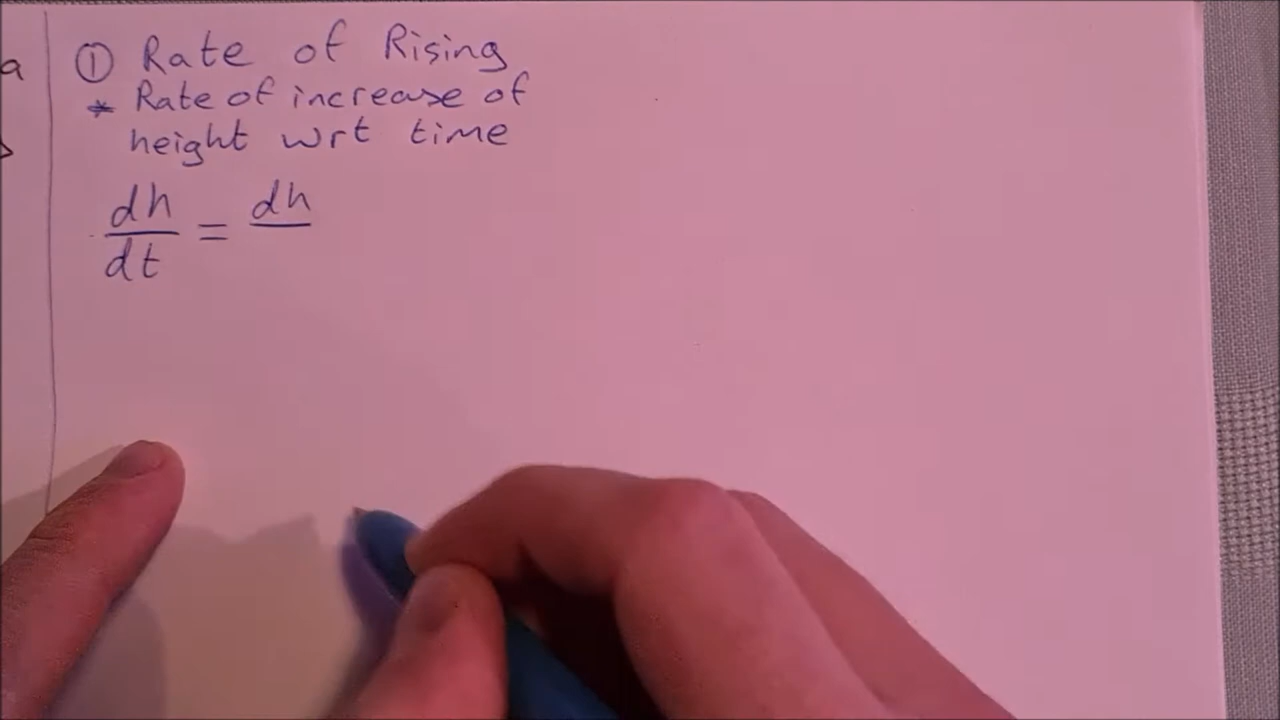 a
① Rate of Rising
* Rate of increase of
height wrt time
dh/dt = dh/